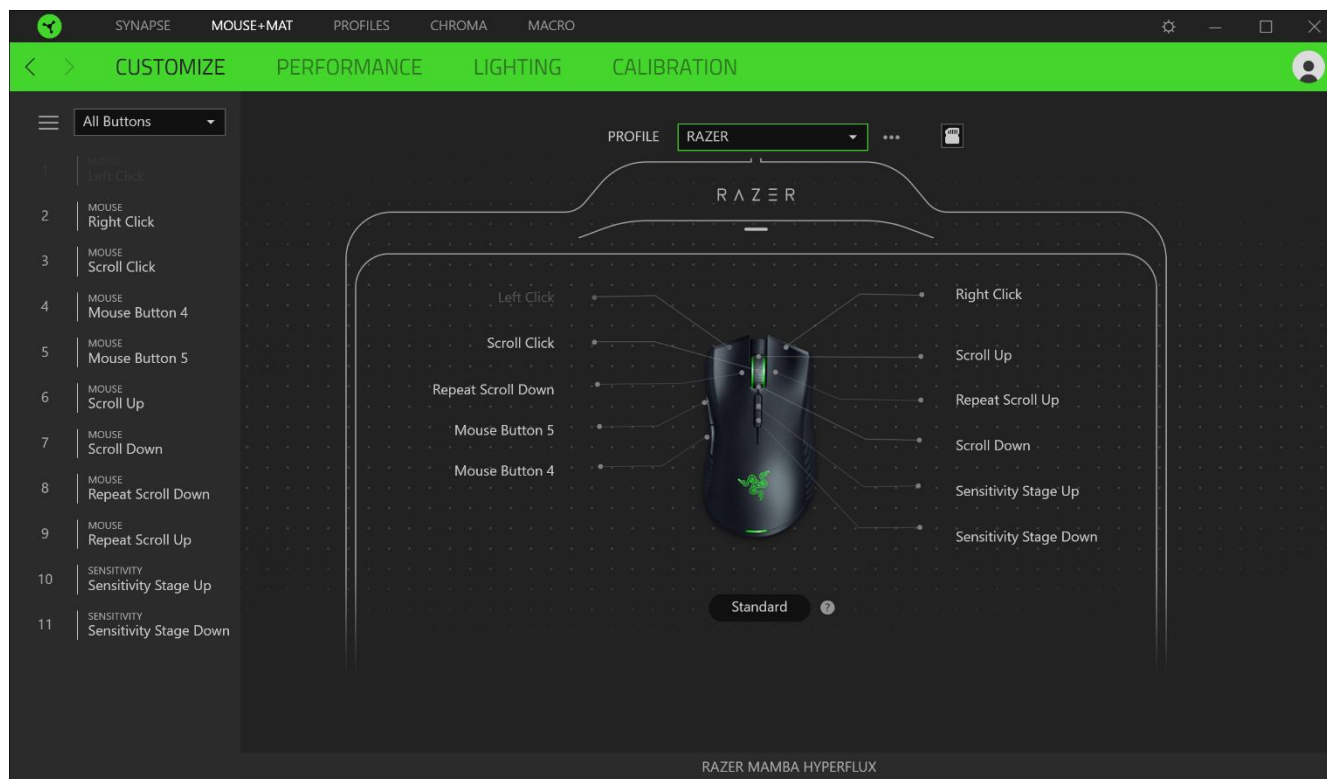 SYNAPSE MOUSE+MAT PROFILES CHROMA MACRO
CUSTOMIZE PERFORMANCE LIGHTING CALIBRATION
All Buttons
PROFILE RAZER
RAZER
1 MOUSE
Left Click
2 MOUSE
Right Click
3 MOUSE
Scroll Click
4 MOUSE
Mouse Button 4
5 MOUSE
Mouse Button 5
6 MOUSE
Scroll Up
7 MOUSE
Scroll Down
8 MOUSE
Repeat Scroll Down
9 MOUSE
Repeat Scroll Up
10 SENSITIVITY
Sensitivity Stage Up
11 SENSITIVITY
Sensitivity Stage Down
Left Click
Scroll Click
Repeat Scroll Down
Mouse Button 5
Mouse Button 4
Right Click
Scroll Up
Repeat Scroll Up
Scroll Down
Sensitivity Stage Up
Sensitivity Stage Down
Standard ?
RAZER MAMBA HYPERFLUX